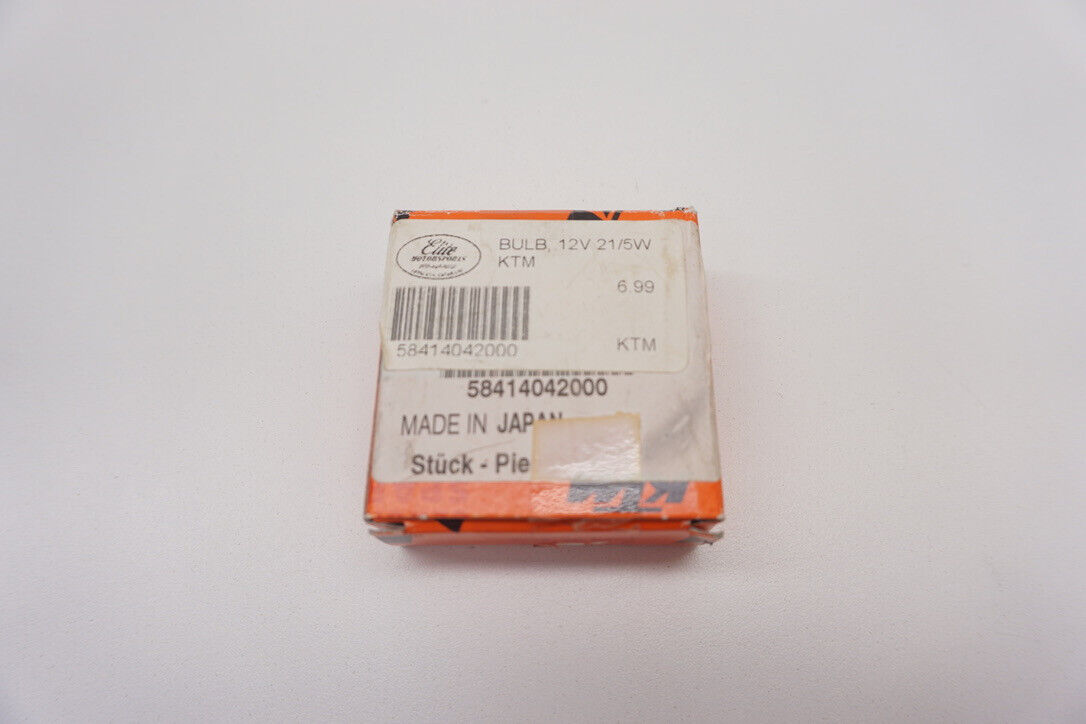 Elite
MOTORSPORTS
BULB, 12V 21/5W
KTM
6.99
58414042000
KTM
58414042000
MADE IN JAPAN
Stück - Pie